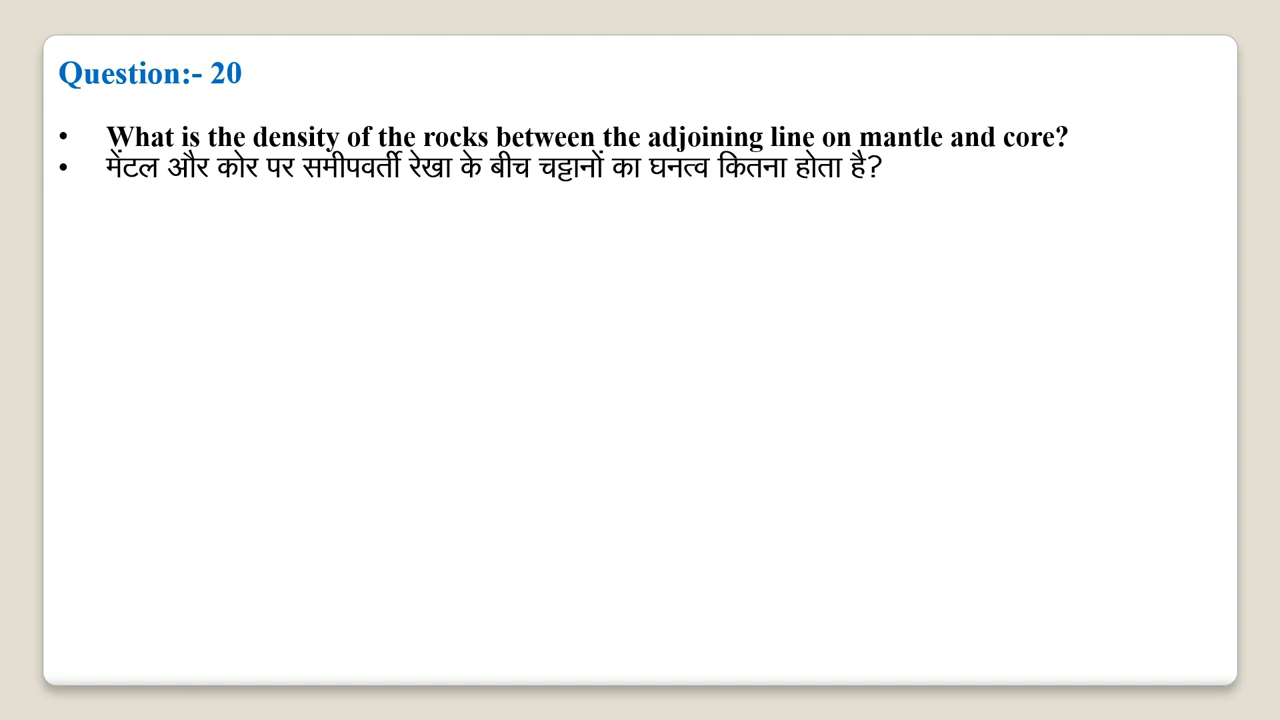 Question:- 20
• What is the density of the rocks between the adjoining line on mantle and core?
• मेंटल और कोर पर समीपवर्ती रेखा के बीच चट्टानों का घनत्व कितना होता है?